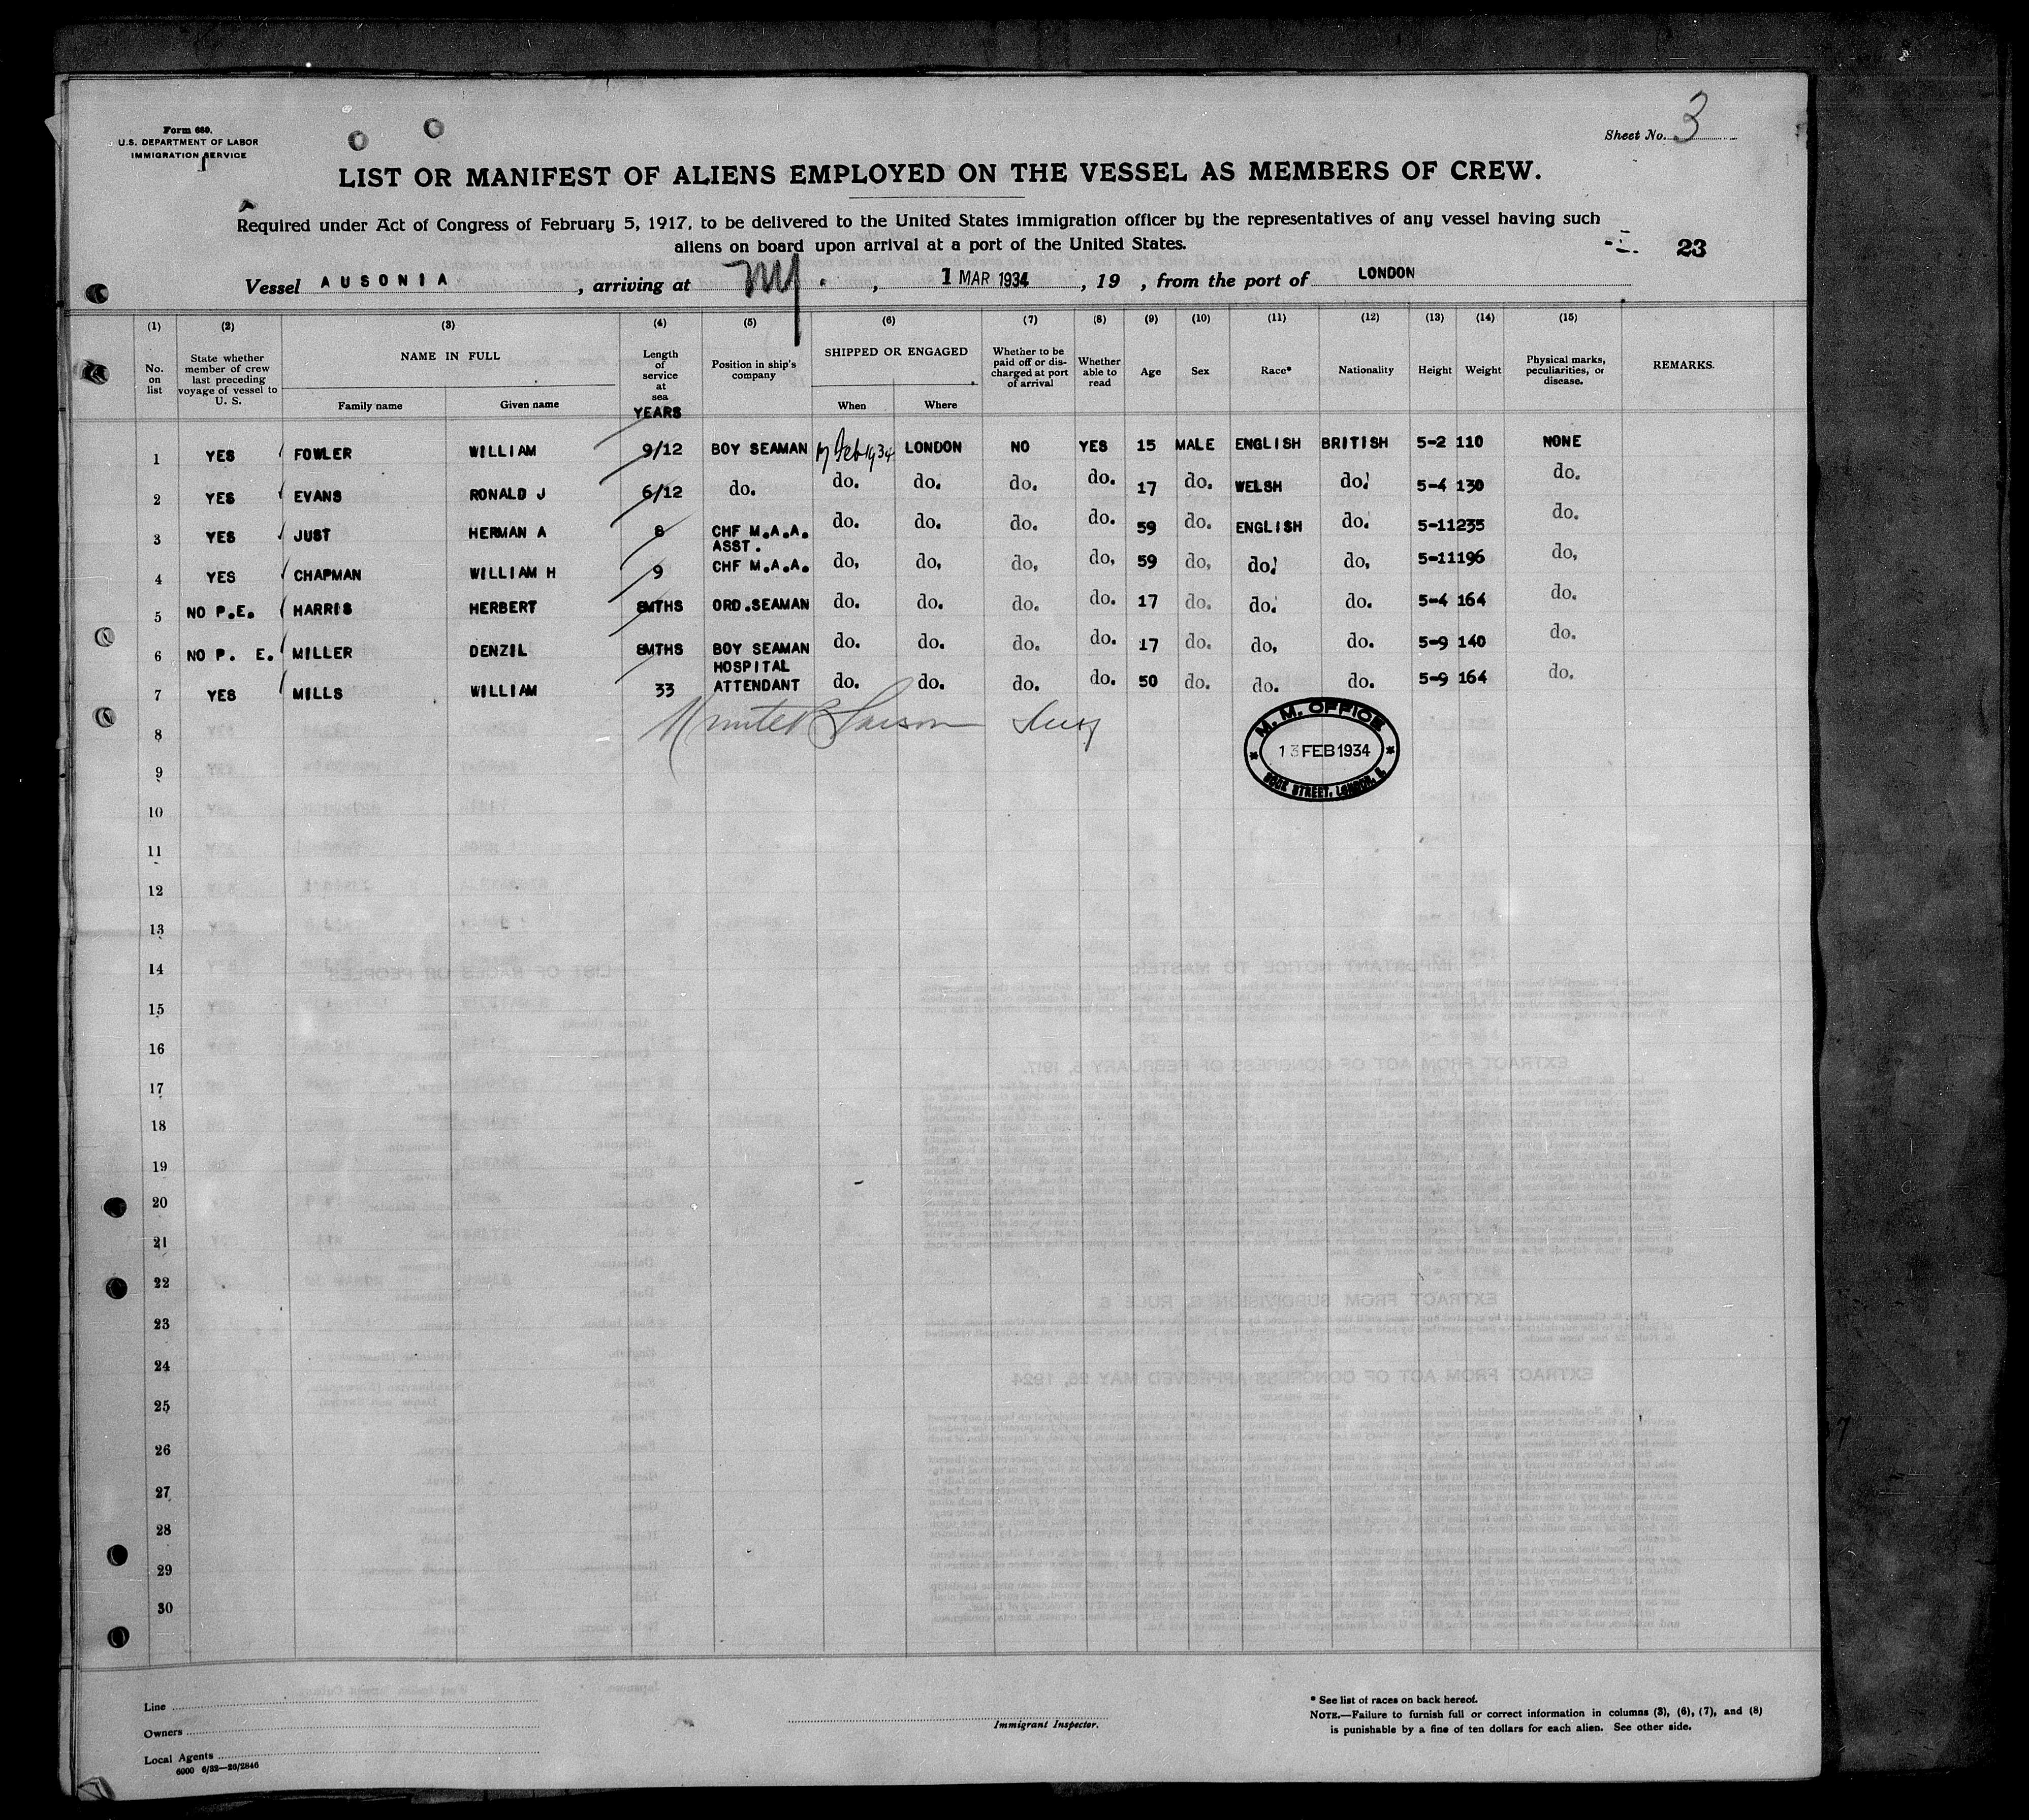 Form 680.
U.S. DEPARTMENT OF LABOR
IMMIGRATION SERVICE
Sheet No. 3
LIST OR MANIFEST OF ALIENS EMPLOYED ON THE VESSEL AS MEMBERS OF CREW.
Required under Act of Congress of February 5, 1917, to be delivered to the United States immigration officer by the representatives of any vessel having such
aliens on board upon arrival at a port of the United States.
23
Vessel AUSONIA, arriving at NY., 1 MAR 1934, 19 , from the port of LONDON
(1) (2) (3) (4) (5) (6) (7) (8) (9) (10) (11) (12) (13) (14) (15)
No. on list
State whether member of crew last preceding voyage of vessel to U. S.
NAME IN FULL
Family name Given name
Length of service at sea
YEARS
Position in ship's company
SHIPPED OR ENGAGED
When Where
Whether to be paid off or discharged at port of arrival
Whether able to read
Age Sex Race* Nationality Height Weight
Physical marks, peculiarities, or disease.
REMARKS.
1 YES FOWLER WILLIAM 9/12 BOY SEAMAN Feb 1934 LONDON NO YES 15 MALE ENGLISH BRITISH 5-2 110 NONE
2 YES EVANS RONALD J 6/12 do. do. do. do. do. 17 do. WELSH do. 5-4 130 do.
3 YES JUST HERMAN A 8 CHF M.A.A. do. do. do. do. 59 do. ENGLISH do. 5-11 235 do.
4 YES CHAPMAN WILLIAM H 9 ASST. CHF M.A.A. do, do, do, do, 59 do, do. do, 5-11 196 do,
5 NO P.E. HARRIS HERBERT 8MTHS ORD.SEAMAN do. do. do. do. 17 do. do. do. 5-4 164 do.
6 NO P. E. MILLER DENZIL 8MTHS BOY SEAMAN do. do. do. do. 17 do. do, do. 5-9 140 do.
7 YES MILLS WILLIAM 33 HOSPITAL ATTENDANT do. do. do. do. 50 do. do. do. 5-9 164 do.
8
M. M. OFFICE
13 FEB 1934
DOCK STREET, LONDON, E.
9
10
11
12
13
14
15
16
17
18
19
20
21
22
23
24
25
26
27
28
29
30
Line
Owners
Local Agents
6000 6/32—26/2846
Immigrant Inspector.
* See list of races on back hereof.
NOTE.—Failure to furnish full or correct information in columns (3), (6), (7), and (8)
is punishable by a fine of ten dollars for each alien. See other side.